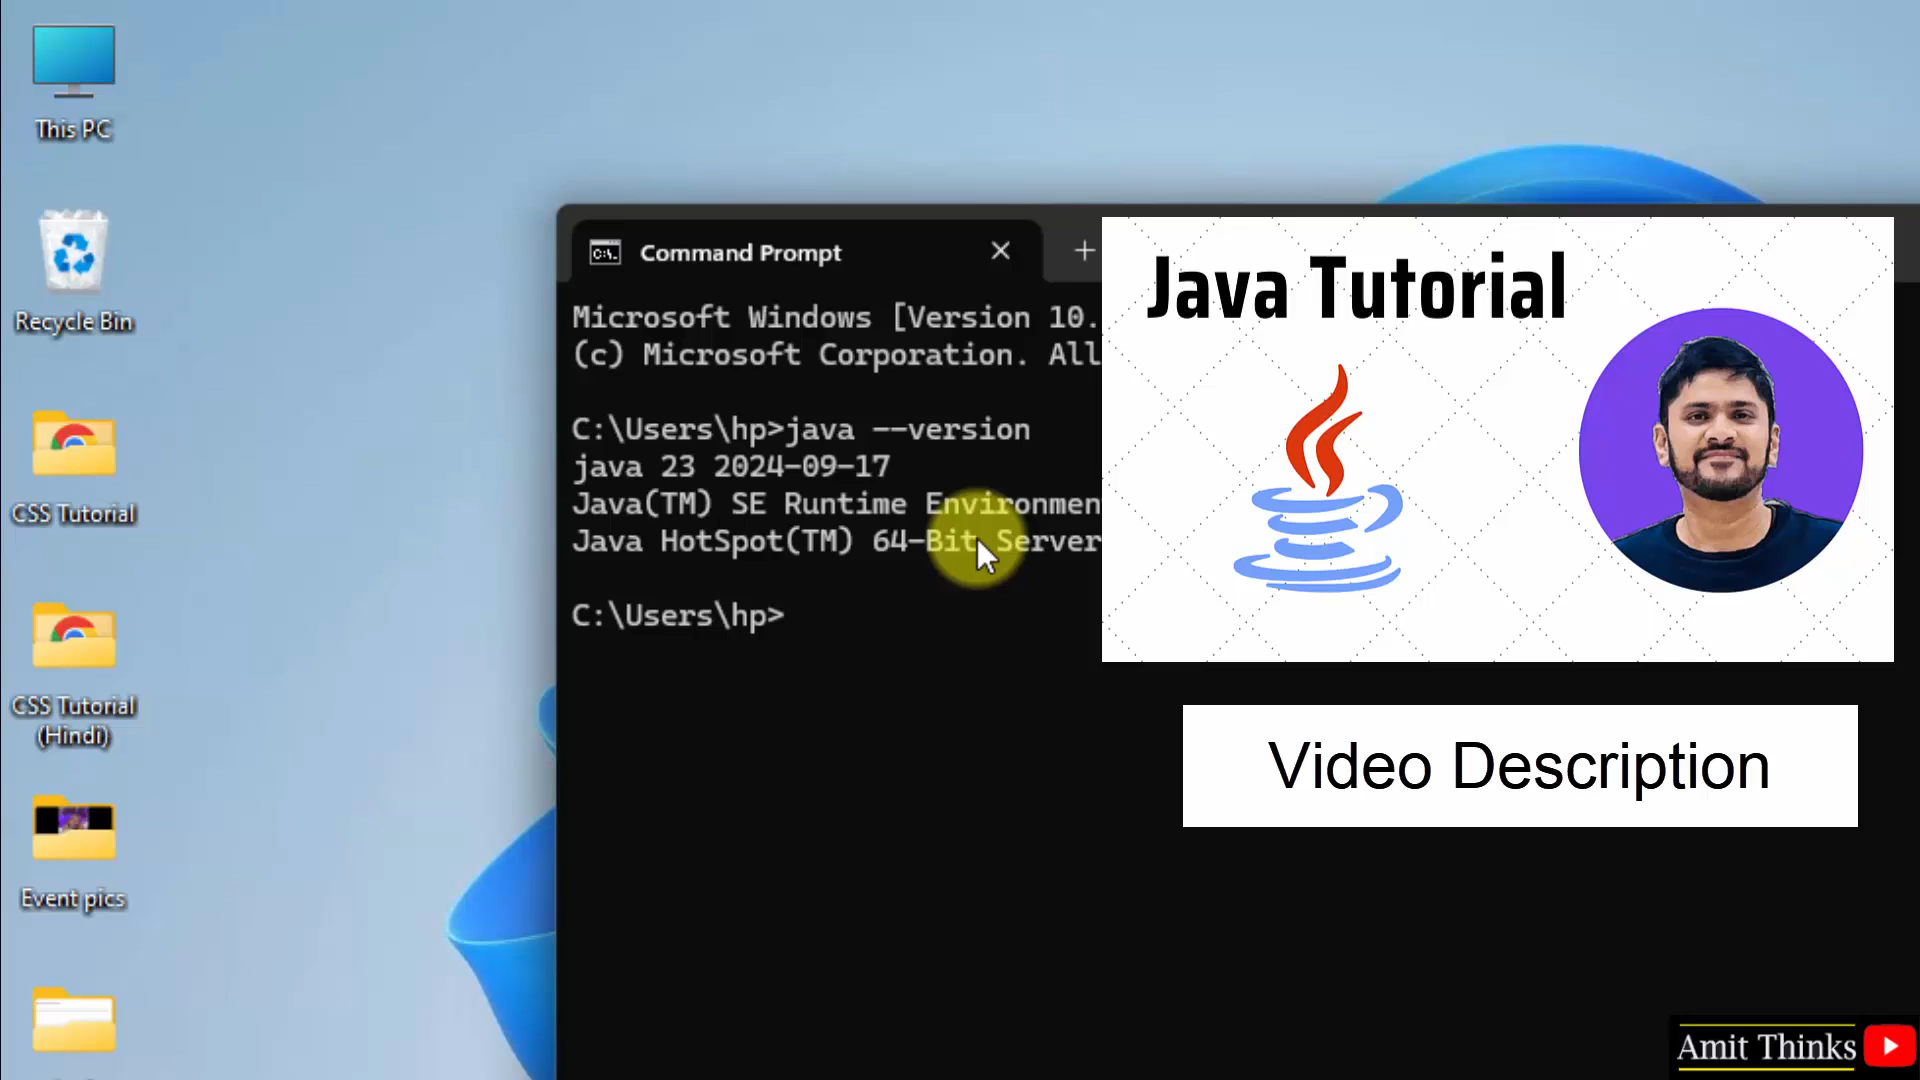 This PC
Recycle Bin
CSS Tutorial
CSS Tutorial
(Hindi)
Event pics
C:\.
Command Prompt
Microsoft Windows [Version 10.
(c) Microsoft Corporation. All
C:\Users\hp>java --version
java 23 2024-09-17
Java(TM) SE Runtime Environmen
Java HotSpot(TM) 64-Bit Server
C:\Users\hp>
Java Tutorial
Video Description
Amit Thinks